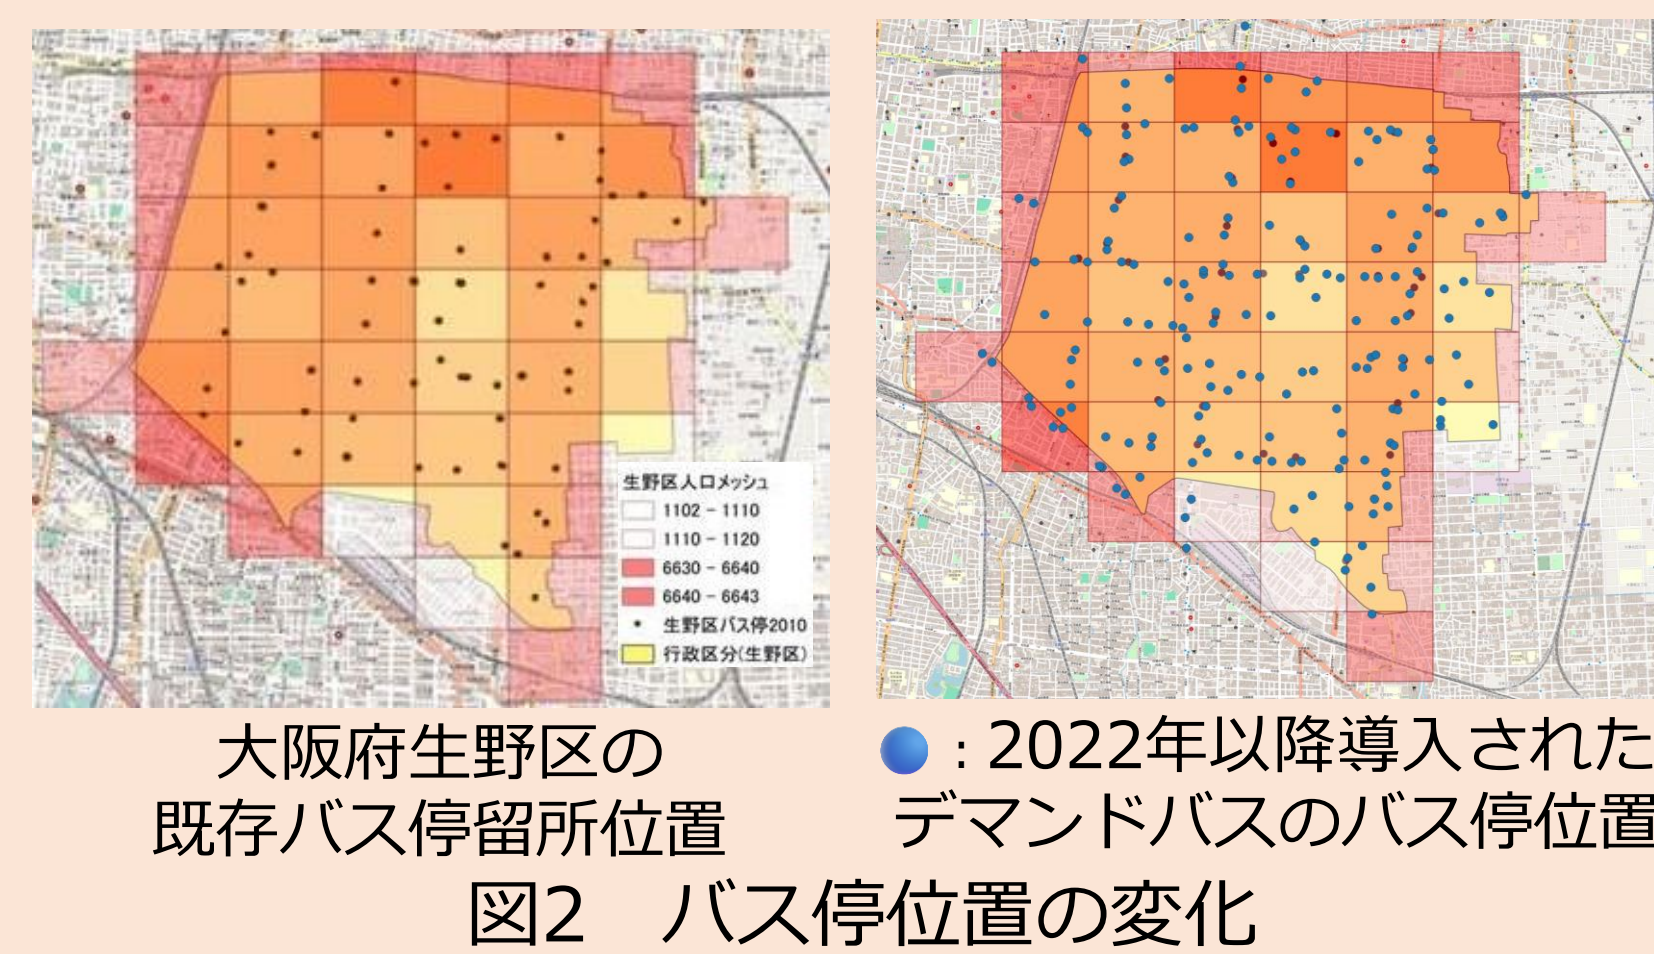 生野区人口メッシュ
1102 - 1110
1110 - 1120
6630 - 6640
6640 - 6643
生野区バス停2010
行政区分(生野区)
大阪府生野区の
既存バス停留所位置
：2022年以降導入された
デマンドバスのバス停位置
図2　バス停位置の変化